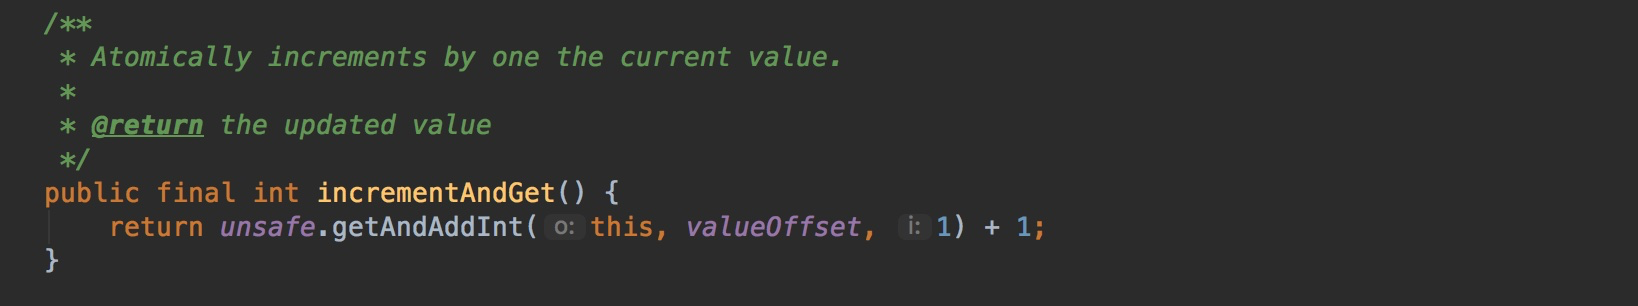 /**
 * Atomically increments by one the current value.
 *
 * @return the updated value
 */
public final int incrementAndGet() {
    return unsafe.getAndAddInt( o: this, valueOffset, i: 1) + 1;
}